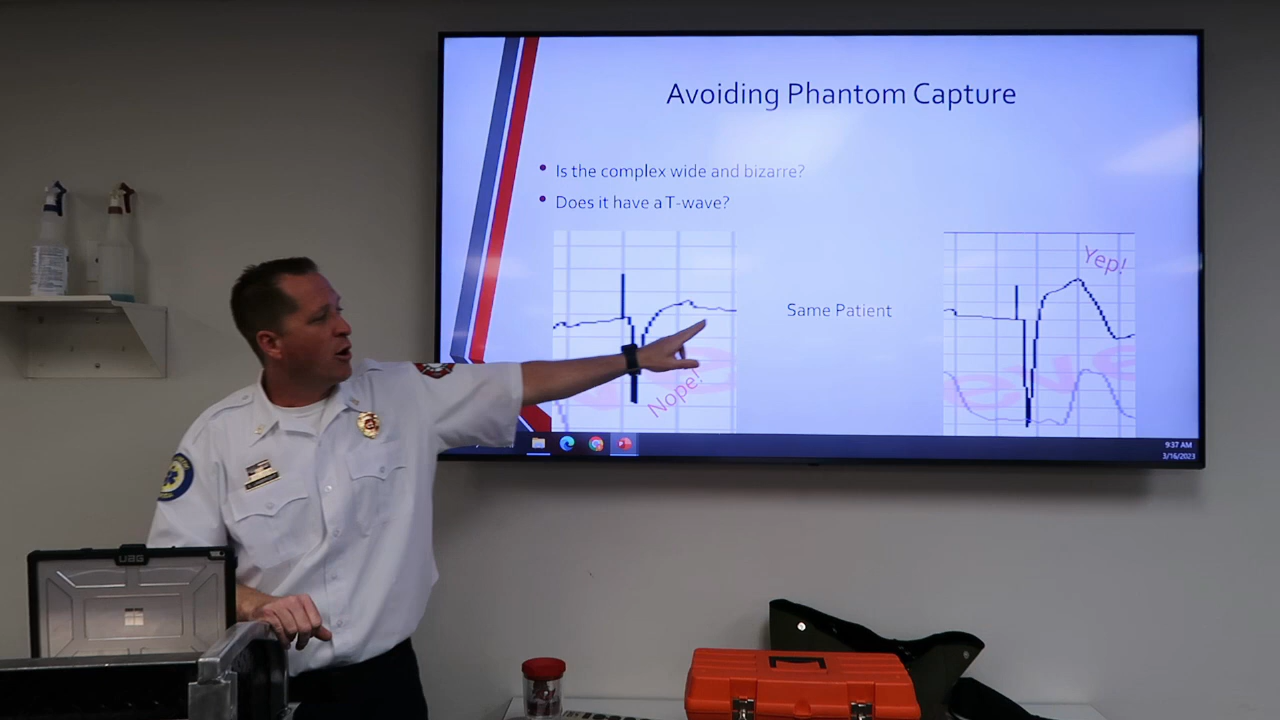 Avoiding Phantom Capture
• Is the complex wide and bizarre?
• Does it have a T-wave?
Same Patient
Nope!
Yep!
9:37 AM
3/16/2023
UAG